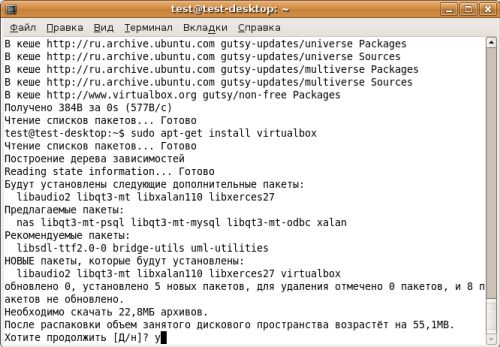 test@test-desktop: ~
Файл Правка Вид Терминал Вкладки Справка
В кеше http://ru.archive.ubuntu.com gutsy-updates/universe Packages
В кеше http://ru.archive.ubuntu.com gutsy-updates/universe Sources
В кеше http://ru.archive.ubuntu.com gutsy-updates/multiverse Packages
В кеше http://ru.archive.ubuntu.com gutsy-updates/multiverse Sources
В кеше http://www.virtualbox.org gutsy/non-free Packages
Получено 384B за 0s (577B/c)
Чтение списков пакетов... Готово
test@test-desktop:~$ sudo apt-get install virtualbox
Чтение списков пакетов... Готово
Построение дерева зависимостей
Reading state information... Готово
Будут установлены следующие дополнительные пакеты:
libaudio2 libqt3-mt libxalan110 libxerces27
Предлагаемые пакеты:
nas libqt3-mt-psql libqt3-mt-mysql libqt3-mt-odbc xalan
Рекомендуемые пакеты:
libsdl-ttf2.0-0 bridge-utils uml-utilities
НОВЫЕ пакеты, которые будут установлены:
libaudio2 libqt3-mt libxalan110 libxerces27 virtualbox
обновлено 0, установлено 5 новых пакетов, для удаления отмечено 0 пакетов, и 8 п
акетов не обновлено.
Необходимо скачать 22,8МБ архивов.
После распаковки объем занятого дискового пространства возрастёт на 55,1MB.
Хотите продолжить [Д/н]? y